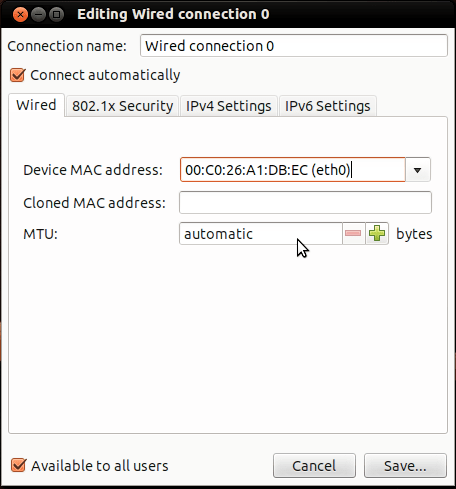 Editing Wired connection 0
Connection name: Wired connection 0
Connect automatically
Wired 802.1x Security IPv4 Settings IPv6 Settings
Device MAC address: 00:C0:26:A1:DB:EC (eth0)
Cloned MAC address:
MTU: automatic bytes
Available to all users Cancel Save...